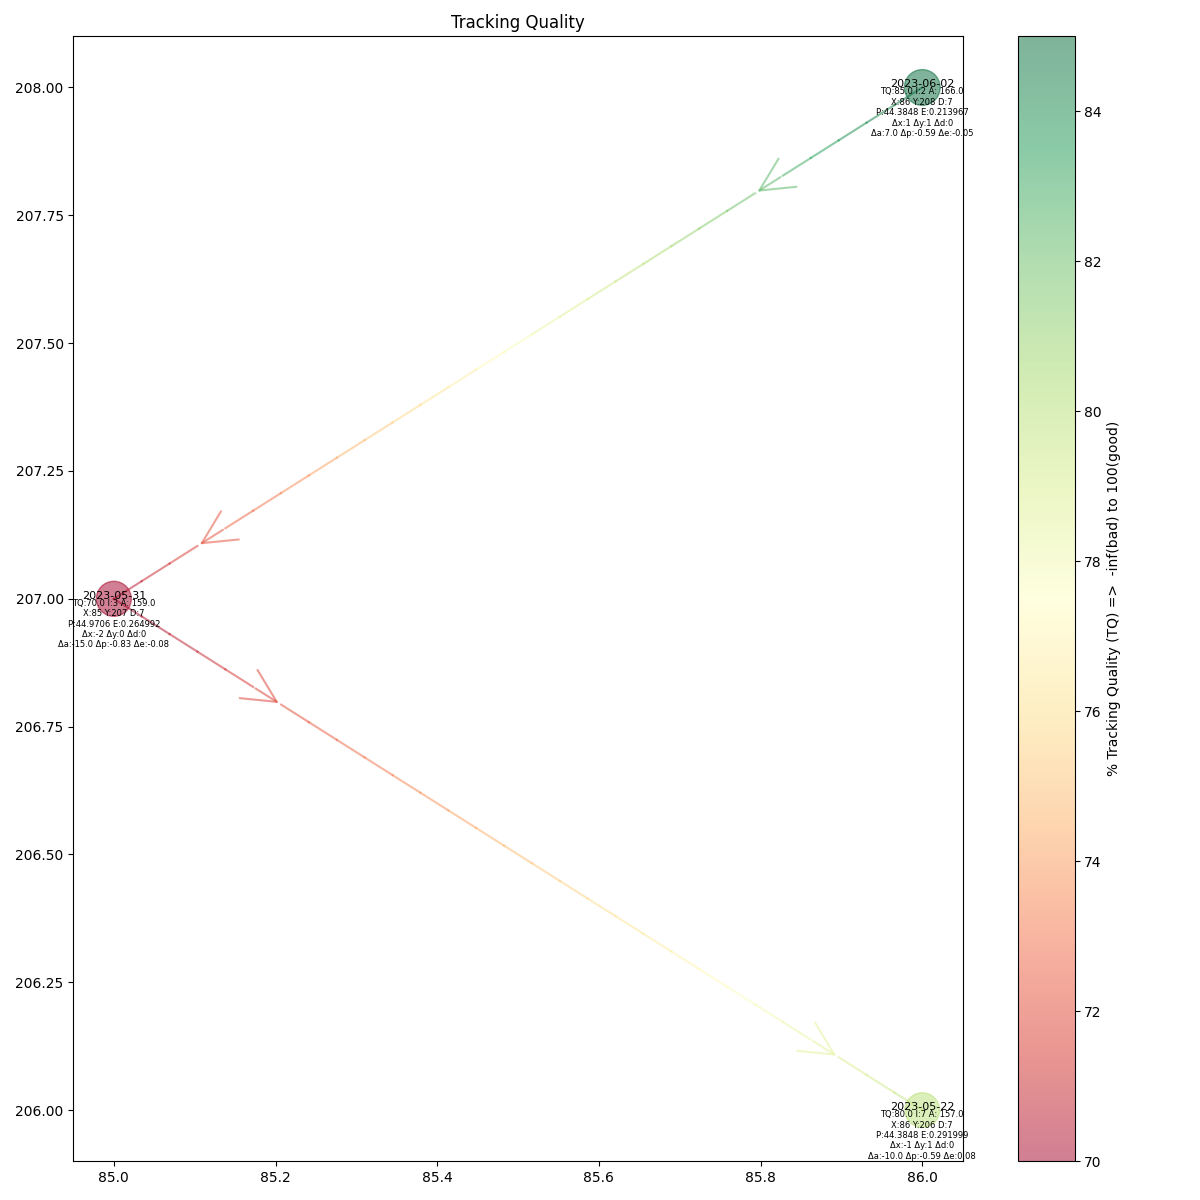 Tracking Quality
208.00
207.75
207.50
207.25
207.00
206.75
206.50
206.25
206.00
2023-06-02
TQ:85.0 I:2 A: 166.0
X:86 Y:208 D:7
P:44.3848 E:0.213967
Δx:1 Δy:1 Δd:0
Δa:7.0 Δp:-0.59 Δe:-0.05
2023-05-31
TQ:70.0 I:3 A: 159.0
X:85 Y:207 D:7
P:44.9706 E:0.264992
Δx:-2 Δy:0 Δd:0
Δa:-15.0 Δp:-0.83 Δe:-0.08
2023-05-22
TQ:80.0 I:7 A: 157.0
X:86 Y:206 D:7
P:44.3848 E:0.291999
Δx:-1 Δy:1 Δd:0
Δa:-10.0 Δp:-0.59 Δe:0.08
85.0 85.2 85.4 85.6 85.8 86.0
84
82
80
78
76
74
72
70
% Tracking Quality (TQ) => -inf(bad) to 100(good)